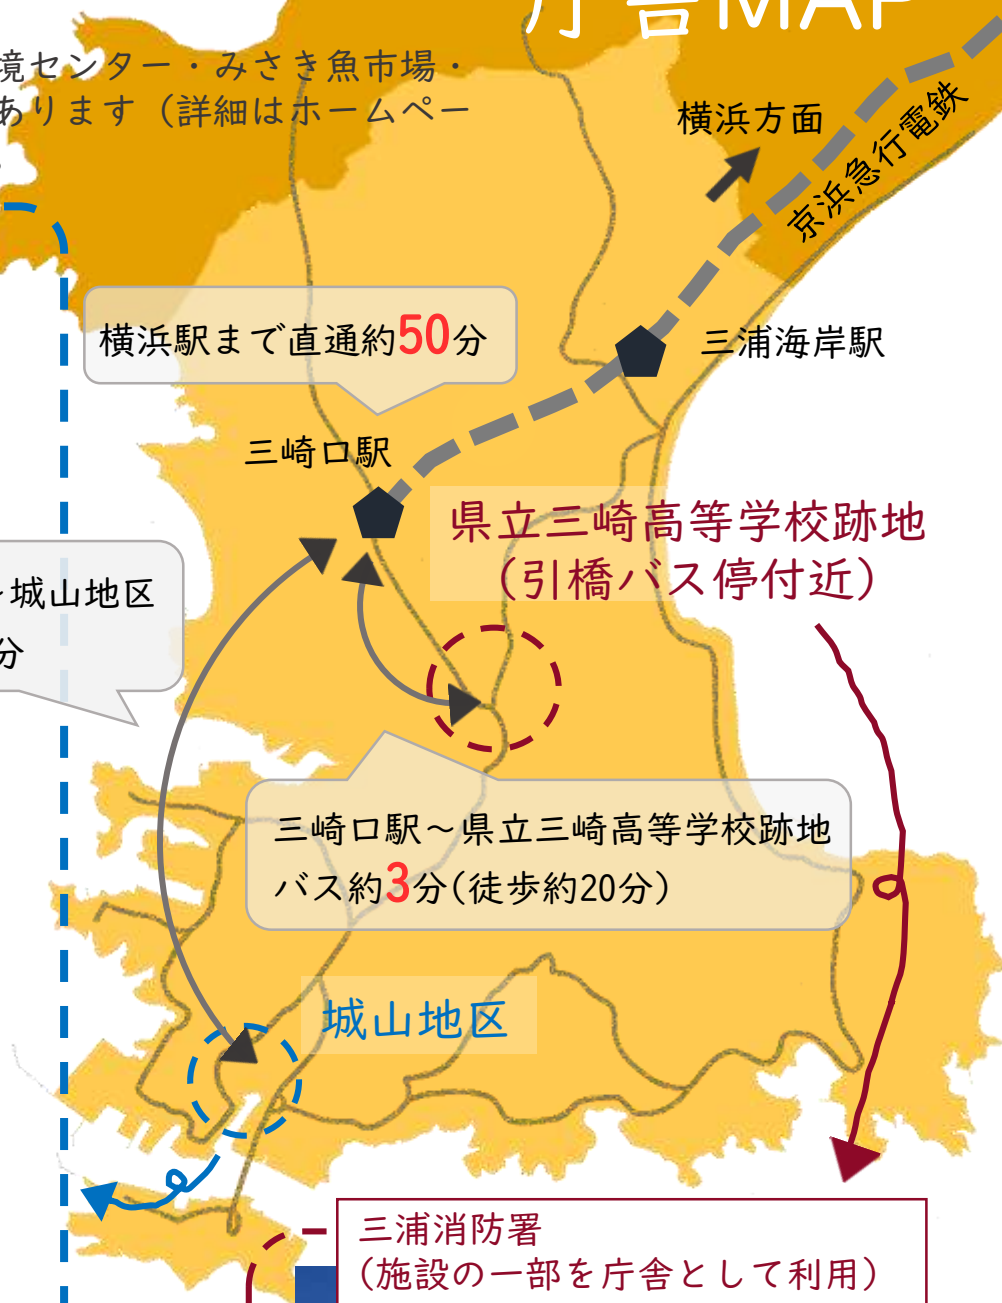 庁舎MAP
境センター・みさき魚市場・
あります（詳細はホームペー
横浜方面
京浜急行電鉄
横浜駅まで直通約50分
三浦海岸駅
三崎口駅
県立三崎高等学校跡地
（引橋バス停付近）
城山地区
分
三崎口駅～県立三崎高等学校跡地
バス約3分(徒歩約20分)
城山地区
三浦消防署
（施設の一部を庁舎として利用）